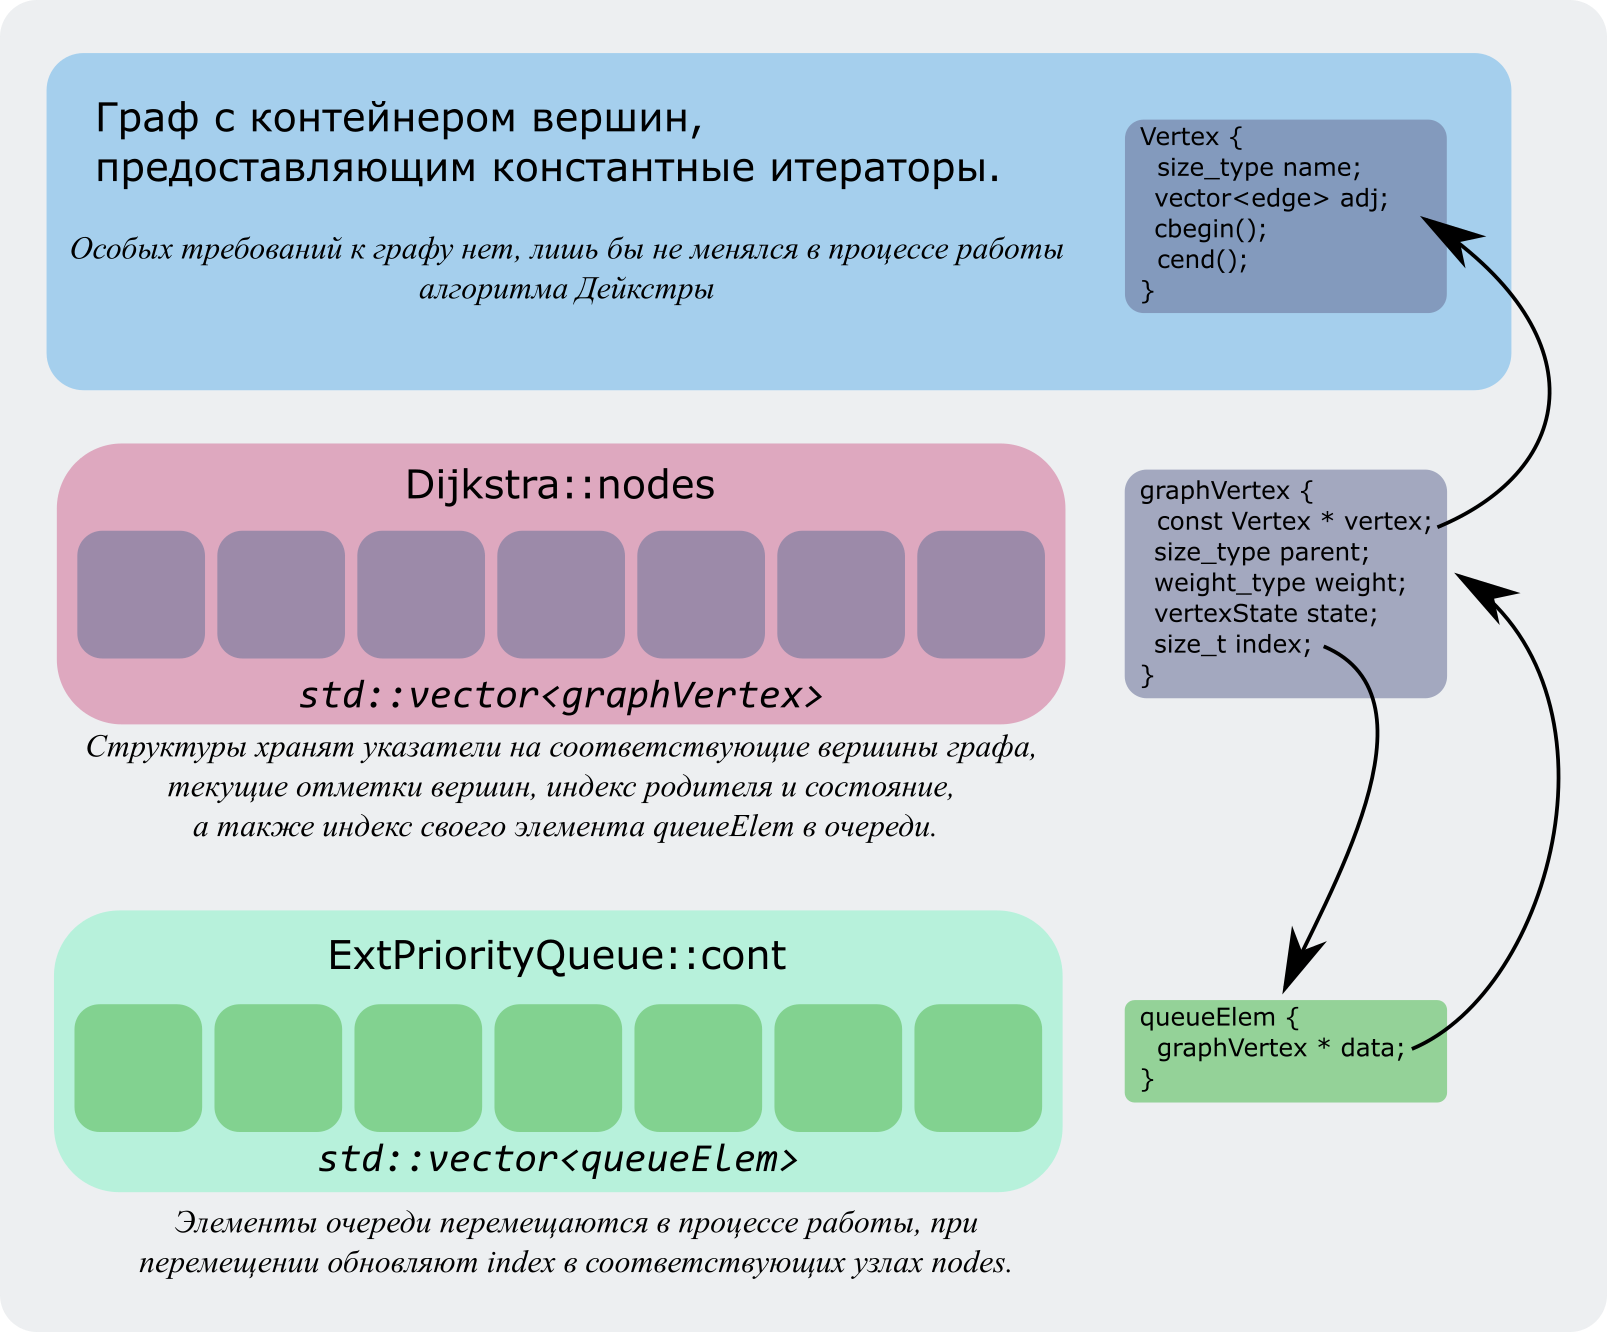 Граф с контейнером вершин,
предоставляющим константные итераторы.
Особых требований к графу нет, лишь бы не менялся в процессе работы
алгоритма Дейкстры
Vertex {
size_type name;
vector<edge> adj;
cbegin();
cend();
}
Dijkstra::nodes
std::vector<graphVertex>
Структуры хранят указатели на соответствующие вершины графа,
текущие отметки вершин, индекс родителя и состояние,
а также индекс своего элемента queueElem в очереди.
graphVertex {
const Vertex * vertex;
size_type parent;
weight_type weight;
vertexState state;
size_t index;
}
ExtPriorityQueue::cont
std::vector<queueElem>
Элементы очереди перемещаются в процессе работы, при
перемещении обновляют index в соответствующих узлах nodes.
queueElem {
graphVertex * data;
}